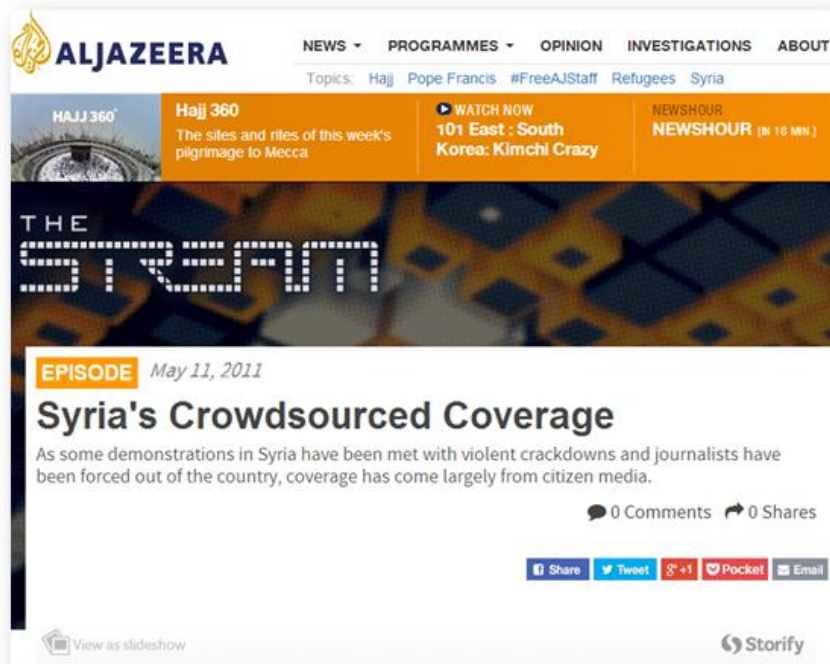 ALJAZEERA
NEWS PROGRAMMES OPINION INVESTIGATIONS ABOUT
Topics: Hajj Pope Francis #FreeAJStaff Refugees Syria
HAJJ 360°
Hajj 360
The sites and rites of this week's
pilgrimage to Mecca
WATCH NOW
101 East : South
Korea: Kimchi Crazy
NEWSHOUR
NEWSHOUR [IN 18 MIN]
THE
STREAM
EPISODE May 11, 2011
Syria's Crowdsourced Coverage
As some demonstrations in Syria have been met with violent crackdowns and journalists have
been forced out of the country, coverage has come largely from citizen media.
0 Comments 0 Shares
Share Tweet g+ +1 Pocket Email
View as slideshow
Storify